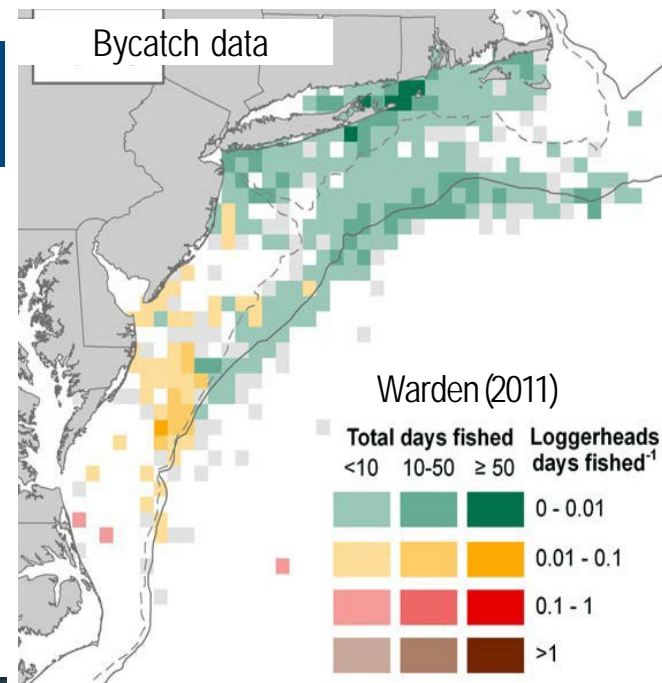 Bycatch data
Warden (2011)
Total days fished Loggerheads
<10 10-50 ≥ 50 days fished⁻¹
0 - 0.01
0.01 - 0.1
0.1 - 1
>1